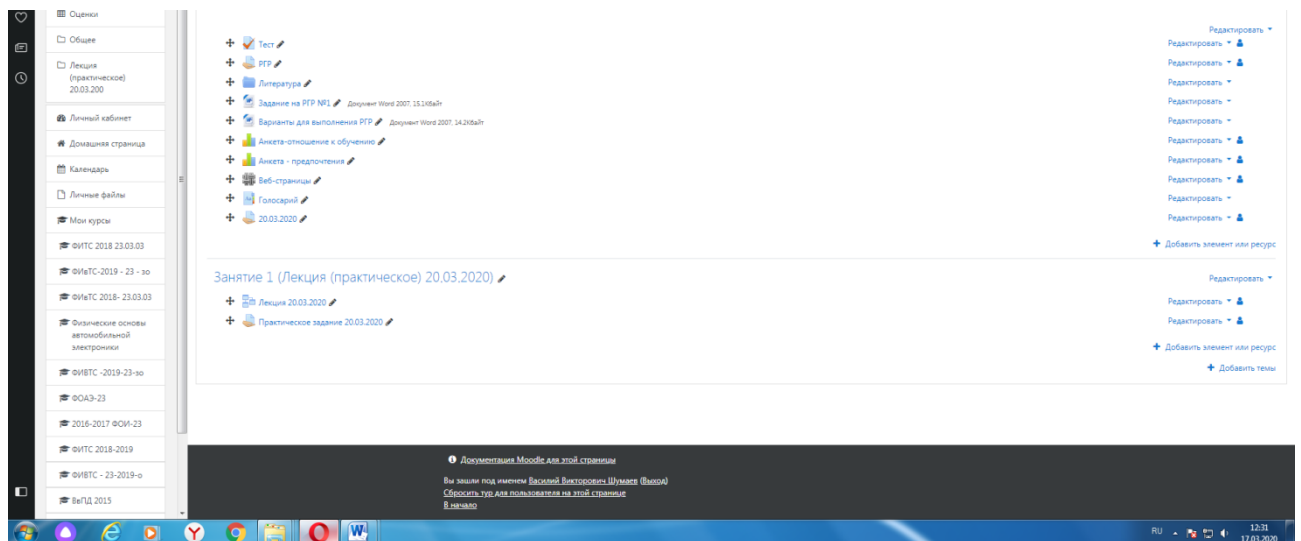 Оценки
Общее
Лекция
(практическое)
20.03.200
Личный кабинет
Домашняя страница
Календарь
Личные файлы
Мои курсы
ФИТС 2018 23.03.03
ФИвТС-2019 - 23 - зо
ФИвТС 2018- 23.03.03
Физические основы
автомобильной
электроники
ФИВТС -2019-23-зо
ФОАЭ-23
2016-2017 ФОИ-23
ФИТС 2018-2019
ФИВТС - 23-2019-о
ВвПД 2015
Редактировать
Тест Редактировать
РГР Редактировать
Литература Редактировать
Задание на РГР №1 Документ Word 2007, 15.1Кбайт Редактировать
Варианты для выполнения РГР Документ Word 2007, 14.2Кбайт Редактировать
Анкета-отношение к обучению Редактировать
Анкета - предпочтения Редактировать
Веб-страницы Редактировать
Голосарий Редактировать
20.03.2020 Редактировать
Добавить элемент или ресурс
Занятие 1 (Лекция (практическое) 20.03.2020) Редактировать
Лекция 20.03.2020 Редактировать
Практическое задание 20.03.2020 Редактировать
Добавить элемент или ресурс
Добавить темы
Документация Moodle для этой страницы
Вы зашли под именем Василий Викторович Шумаев (Выход)
Сбросить тур для пользователя на этой странице
В начало
RU
12:31
17.03.2020